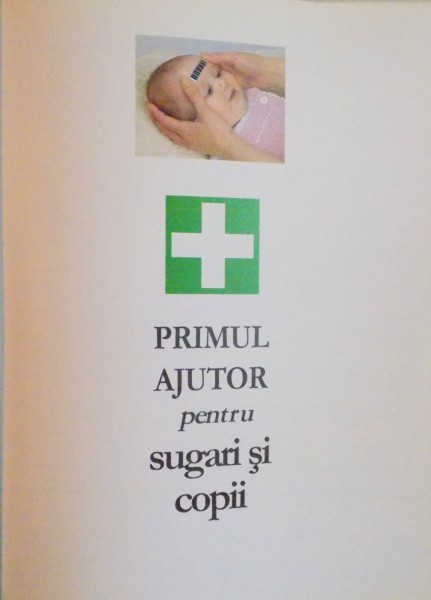 PRIMUL
AJUTOR
pentru
sugari şi
copii